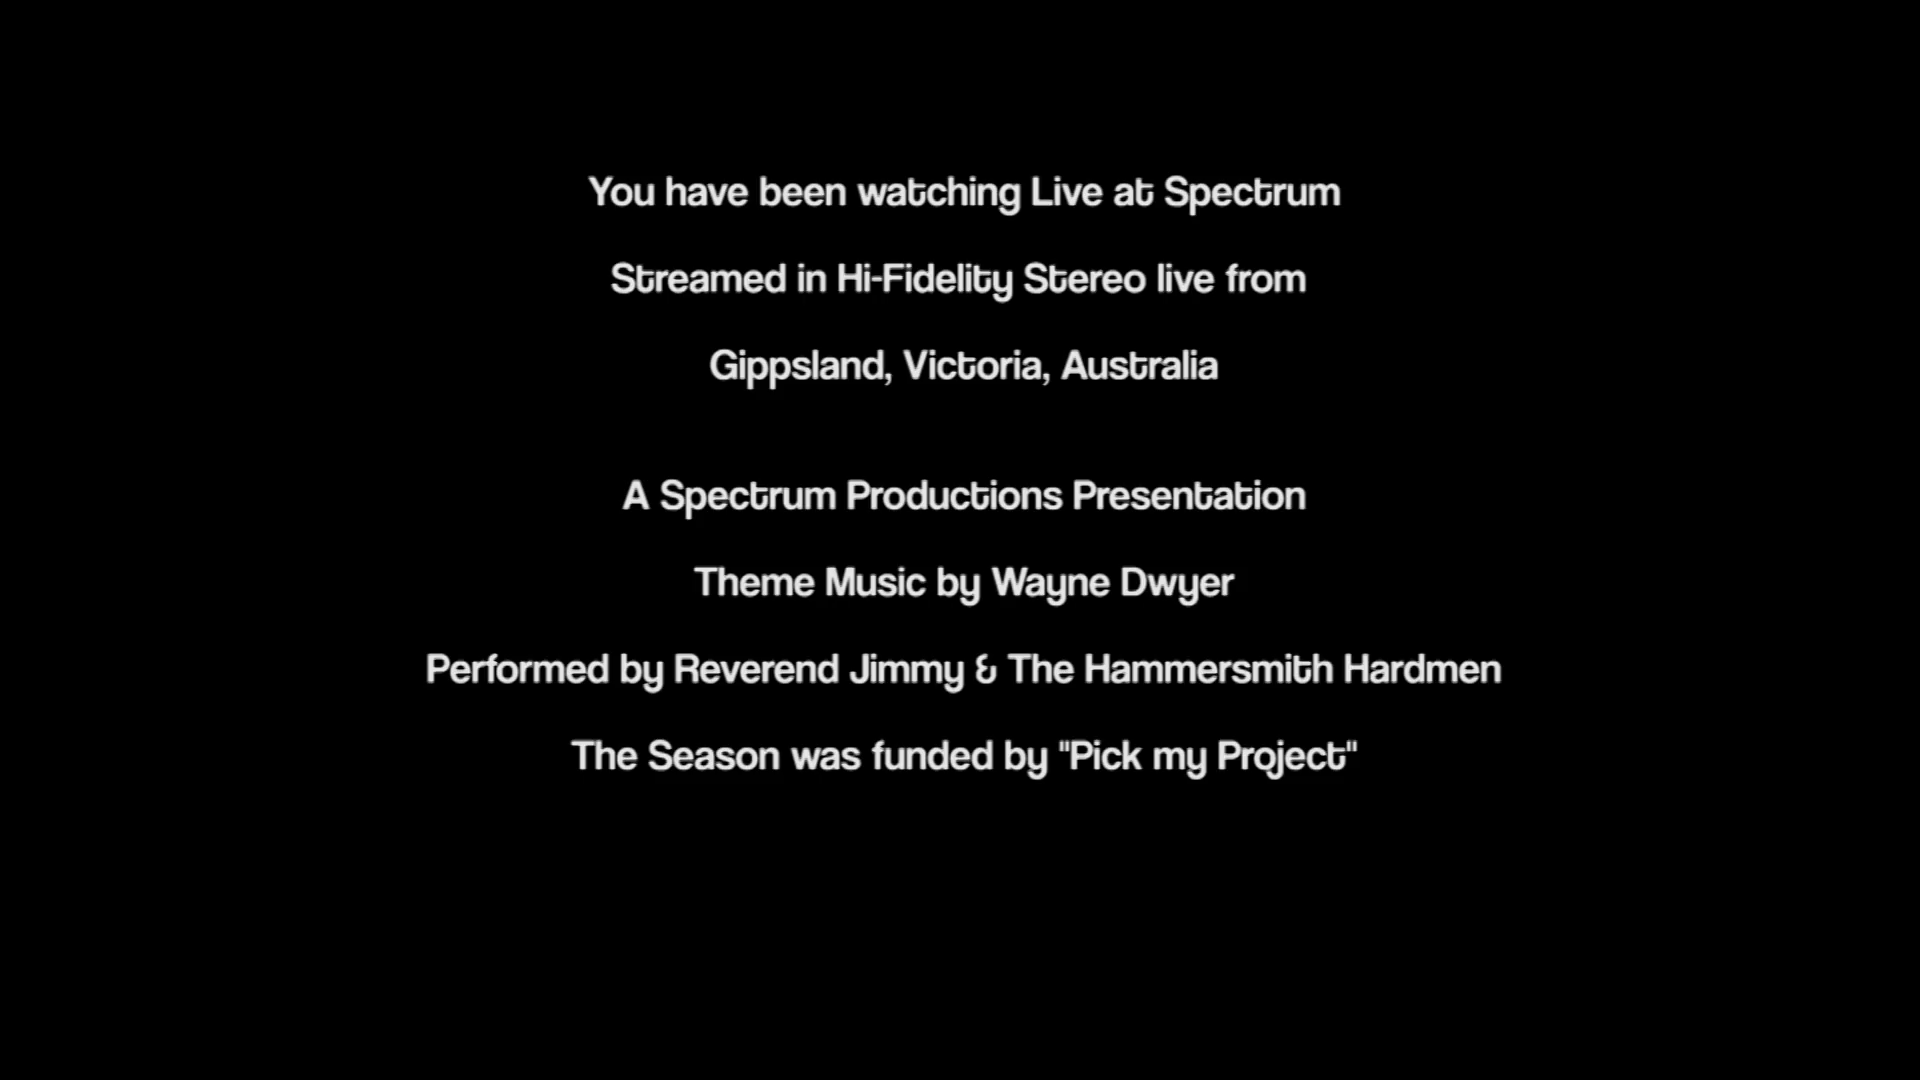 You have been watching Live at Spectrum
Streamed in Hi-Fidelity Stereo live from
Gippsland, Victoria, Australia
A Spectrum Productions Presentation
Theme Music by Wayne Dwyer
Performed by Reverend Jimmy & The Hammersmith Hardmen
The Season was funded by "Pick my Project"